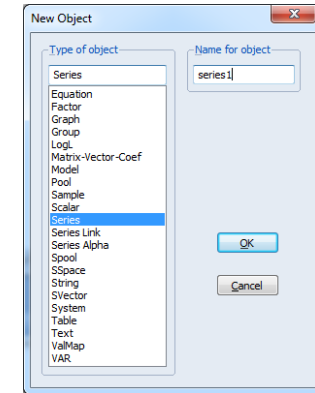 New Object
Type of object
Name for object
Series
series1
Equation
Factor
Graph
Group
LogL
Matrix-Vector-Coef
Model
Pool
Sample
Scalar
Series
Series Link
Series Alpha
Spool
SSpace
String
SVector
System
Table
Text
ValMap
VAR
OK
Cancel